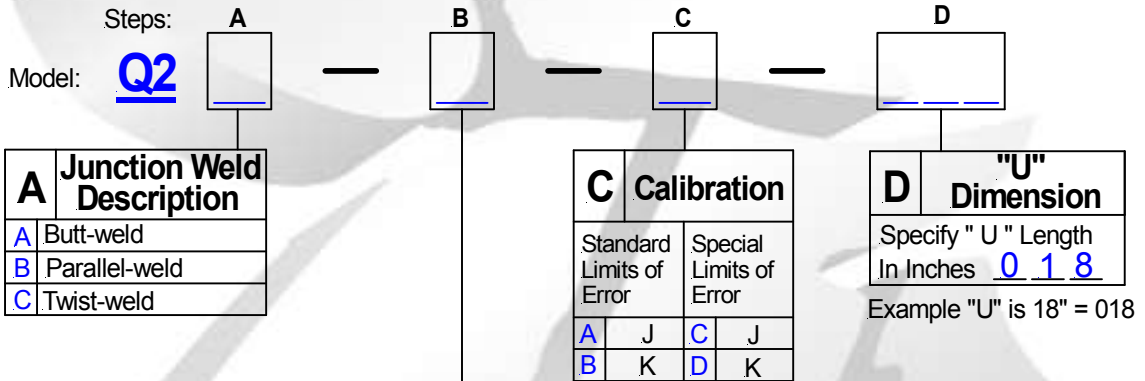 Steps: A B C D
Model: Q2 — — —
A Junction Weld Description
A Butt-weld
B Parallel-weld
C Twist-weld
C Calibration
Standard Limits of Error
Special Limits of Error
A J C J
B K D K
D "U" Dimension
Specify " U " Length
In Inches 0 1 8
Example "U" is 18" = 018